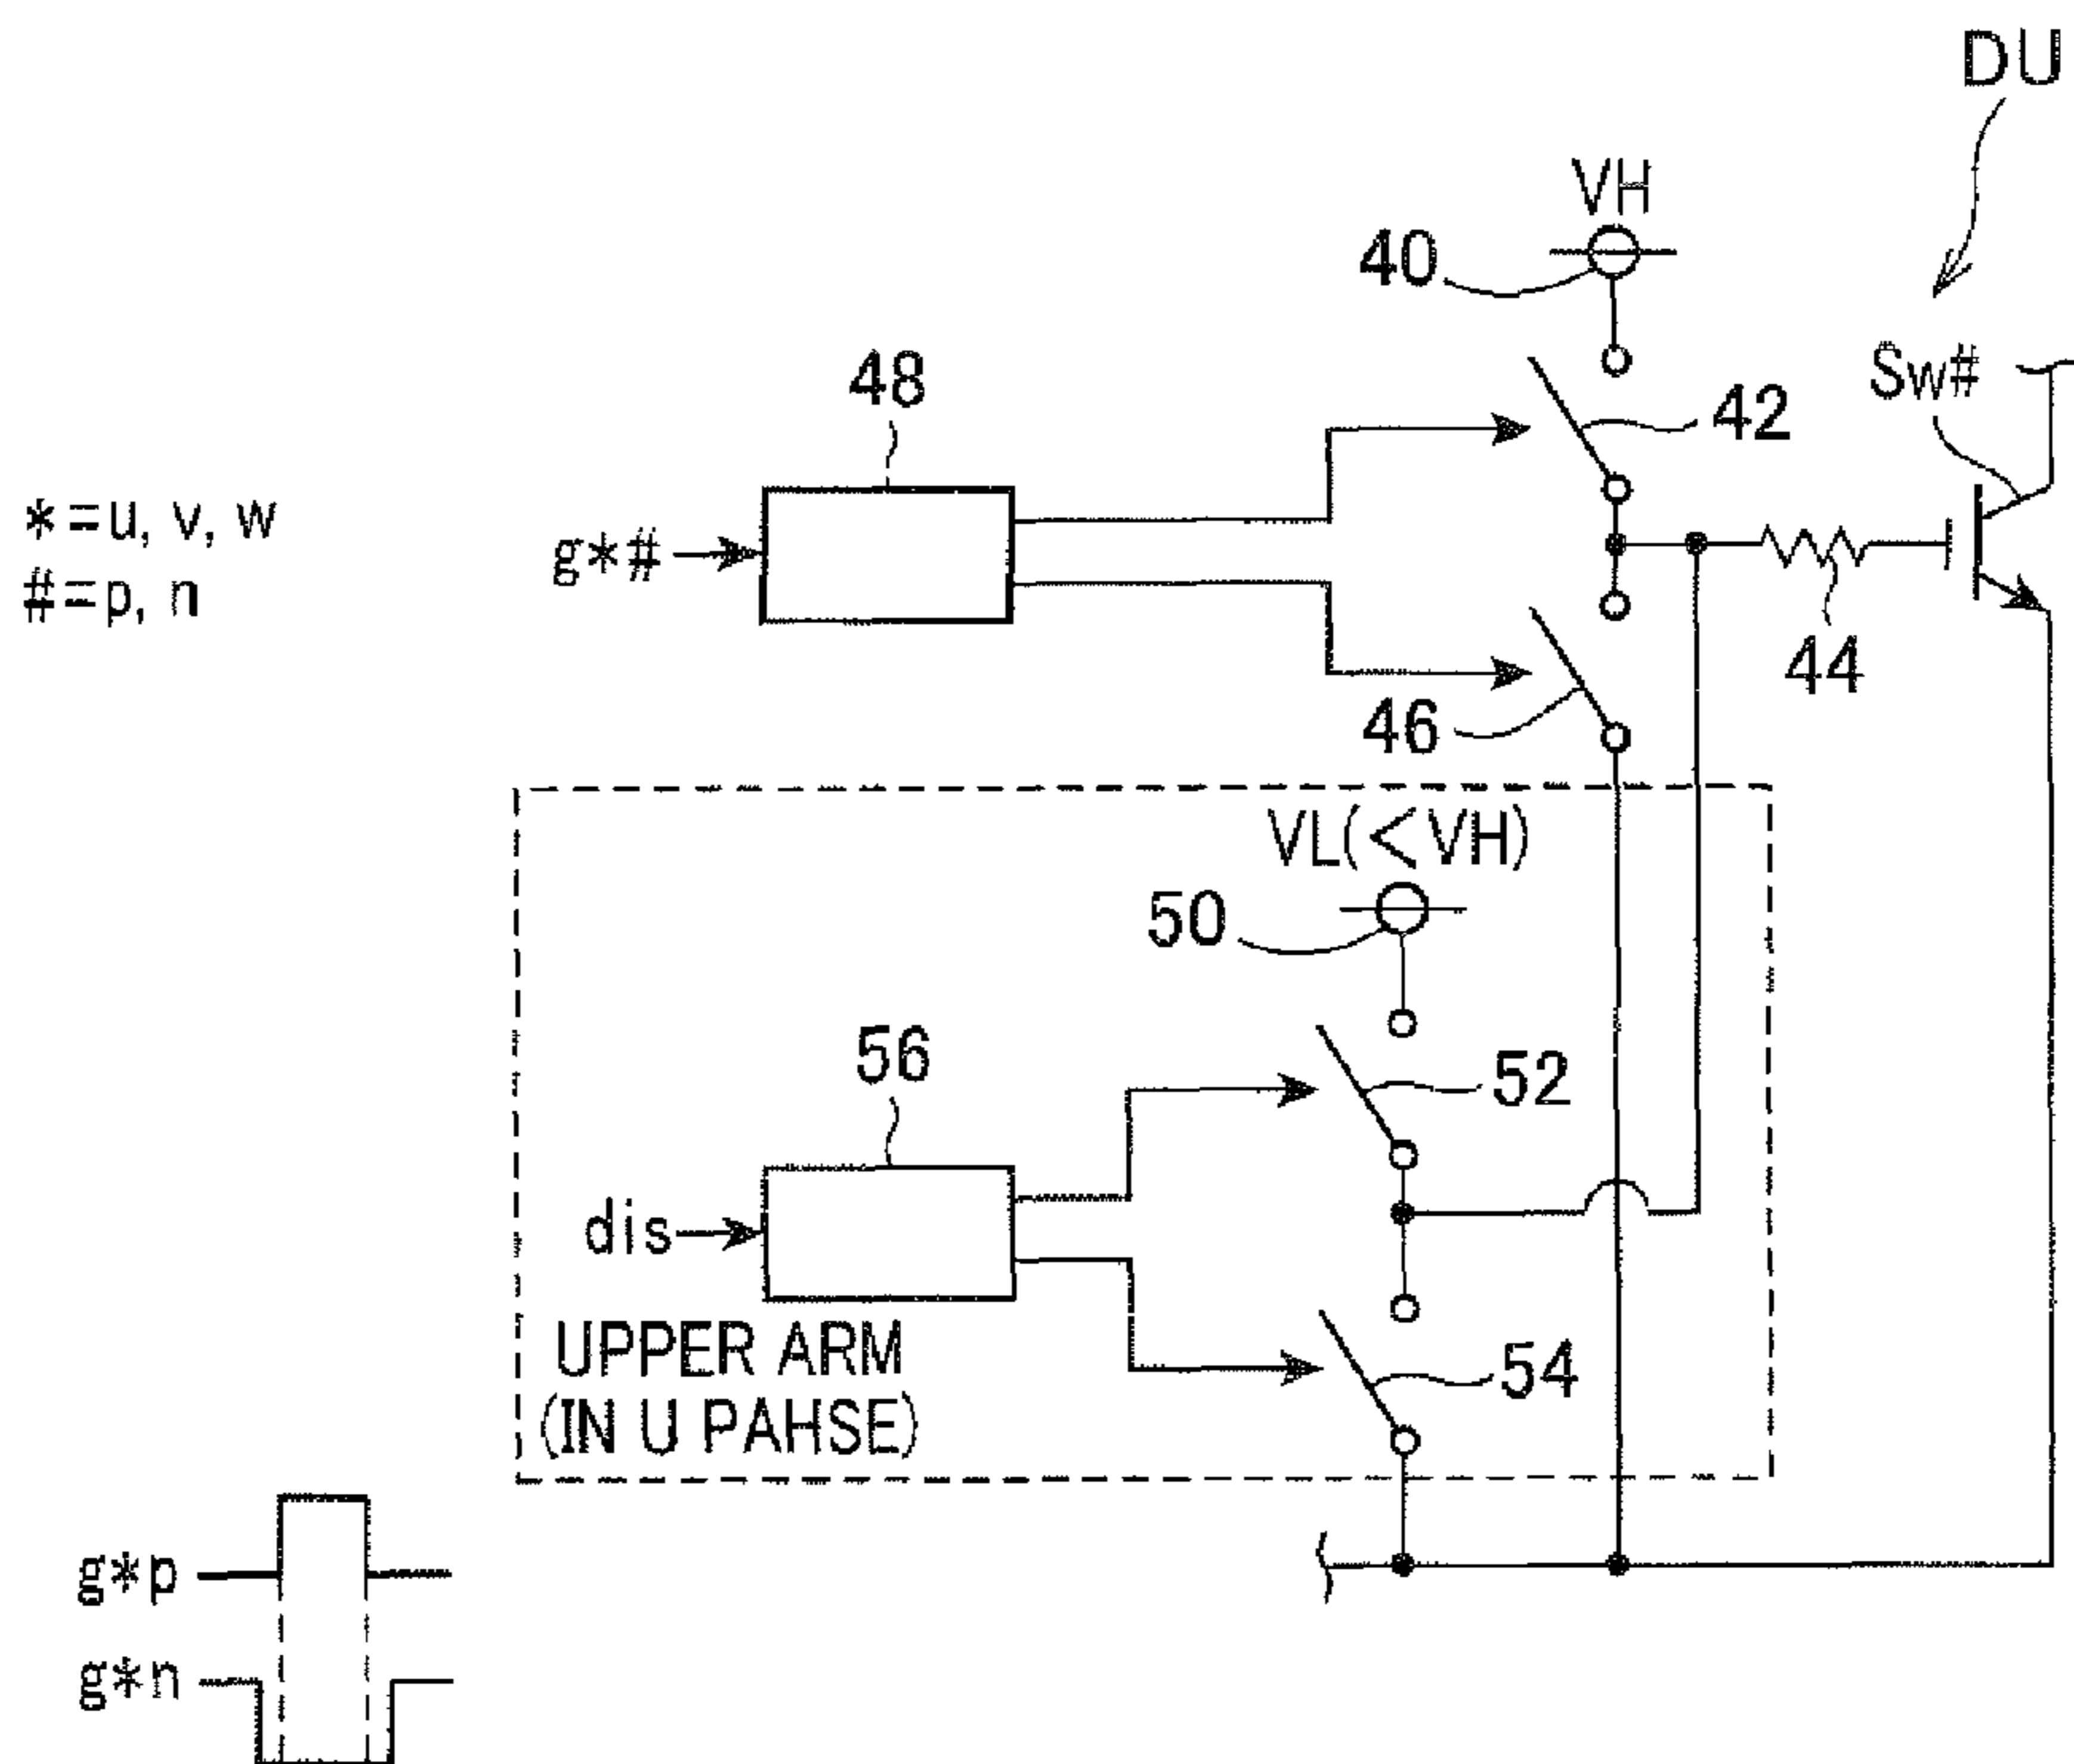 DU
VH
40
48
Sw#
42
*=u, v, w
g*#
#=p, n
44
46
VL(<VH)
50
56
52
dis
UPPER ARM
54
(IN U PAHSE)
g*p
g*n